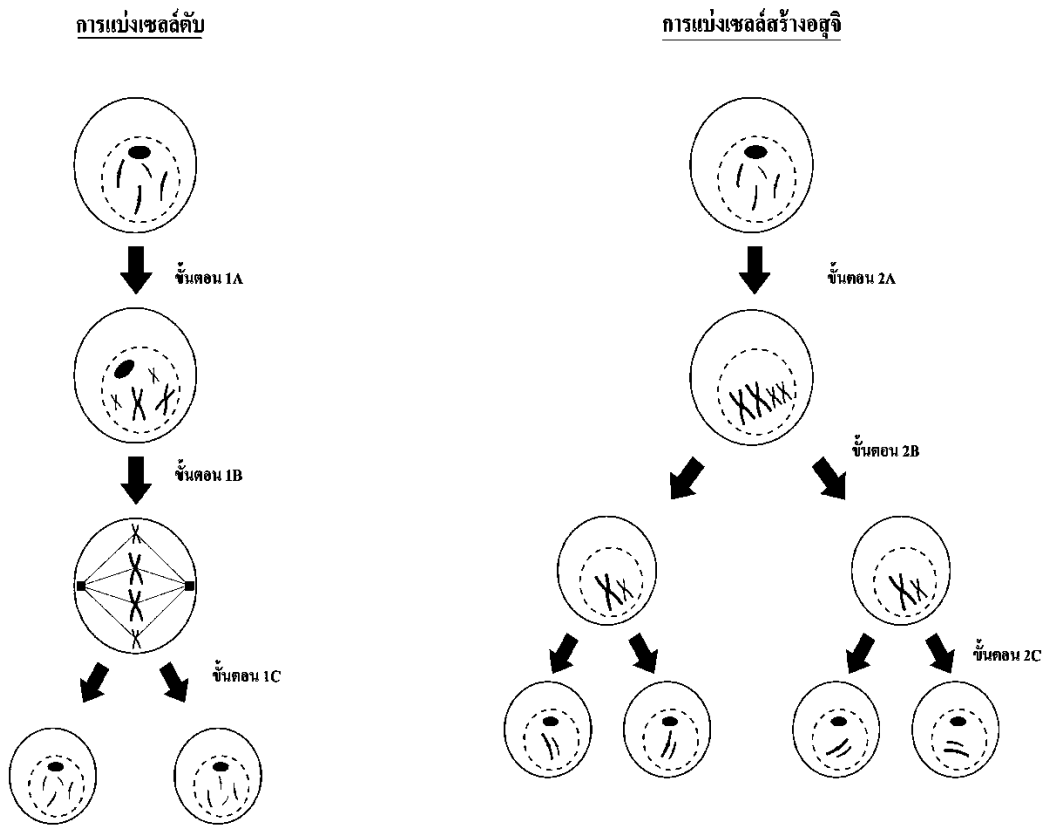 การแบ่งเซลล์ตับ
การแบ่งเซลล์สร้างอสุจิ
ขั้นตอน 1A
ขั้นตอน 2A
ขั้นตอน 1B
ขั้นตอน 2B
ขั้นตอน 1C
ขั้นตอน 2C